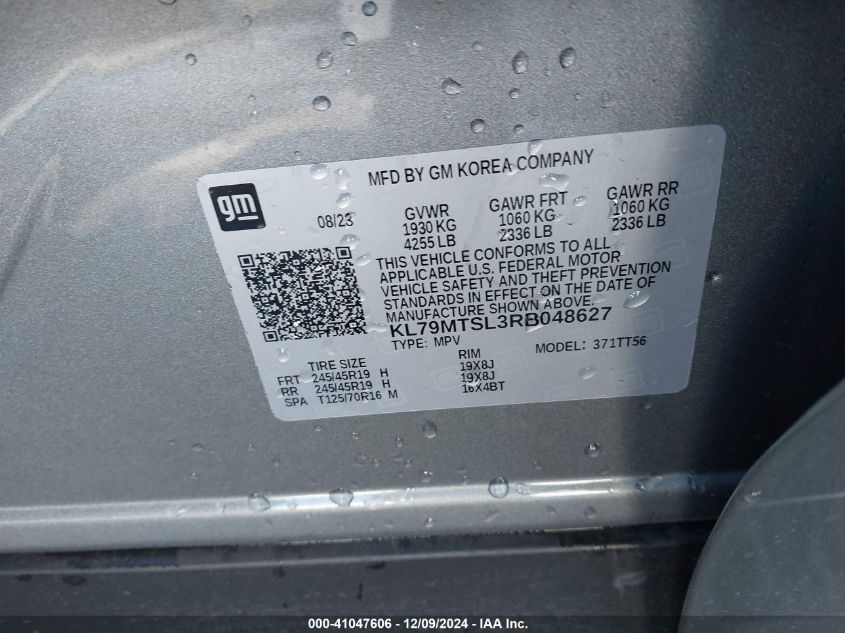 MFD BY GM KOREA COMPANY
gm
08/23
GVWR GAWR FRT GAWR RR
1930 KG 1060 KG 1060 KG
4255 LB 2336 LB 2336 LB
THIS VEHICLE CONFORMS TO ALL
APPLICABLE U.S. FEDERAL MOTOR
VEHICLE SAFETY AND THEFT PREVENTION
STANDARDS IN EFFECT ON THE DATE OF
MANUFACTURE SHOWN ABOVE.
KL79MTSL3RB048627
TYPE: MPV MODEL: 371TT56
TIRE SIZE RIM
FRT 245/45R19 H 19X8J
RR 245/45R19 H 19X8J
SPA T125/70R16 M 16X4BT
000-41047606 / 12/09/2024 - IAA Inc.